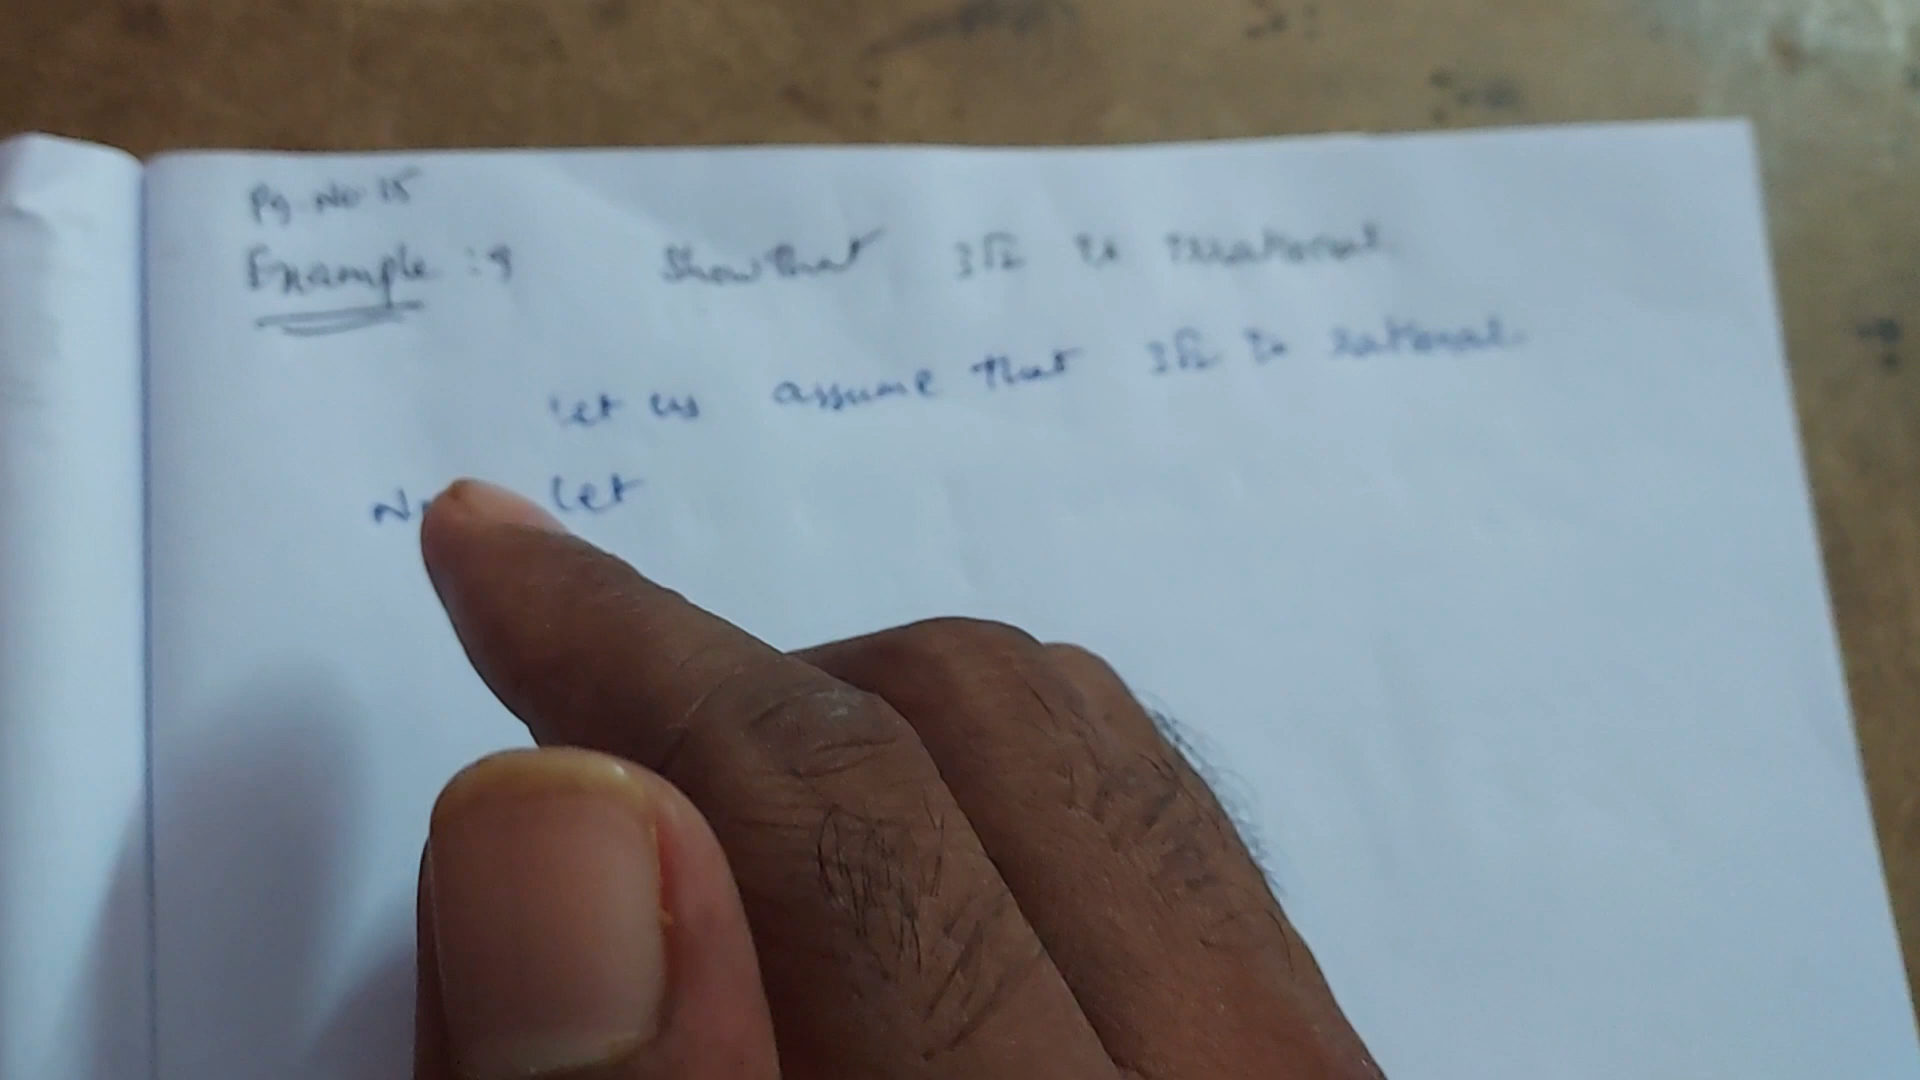 Pg. No 15
Example : 9 Show that 3√2 is irrational
Let us assume that 3√2 is rational.
Let